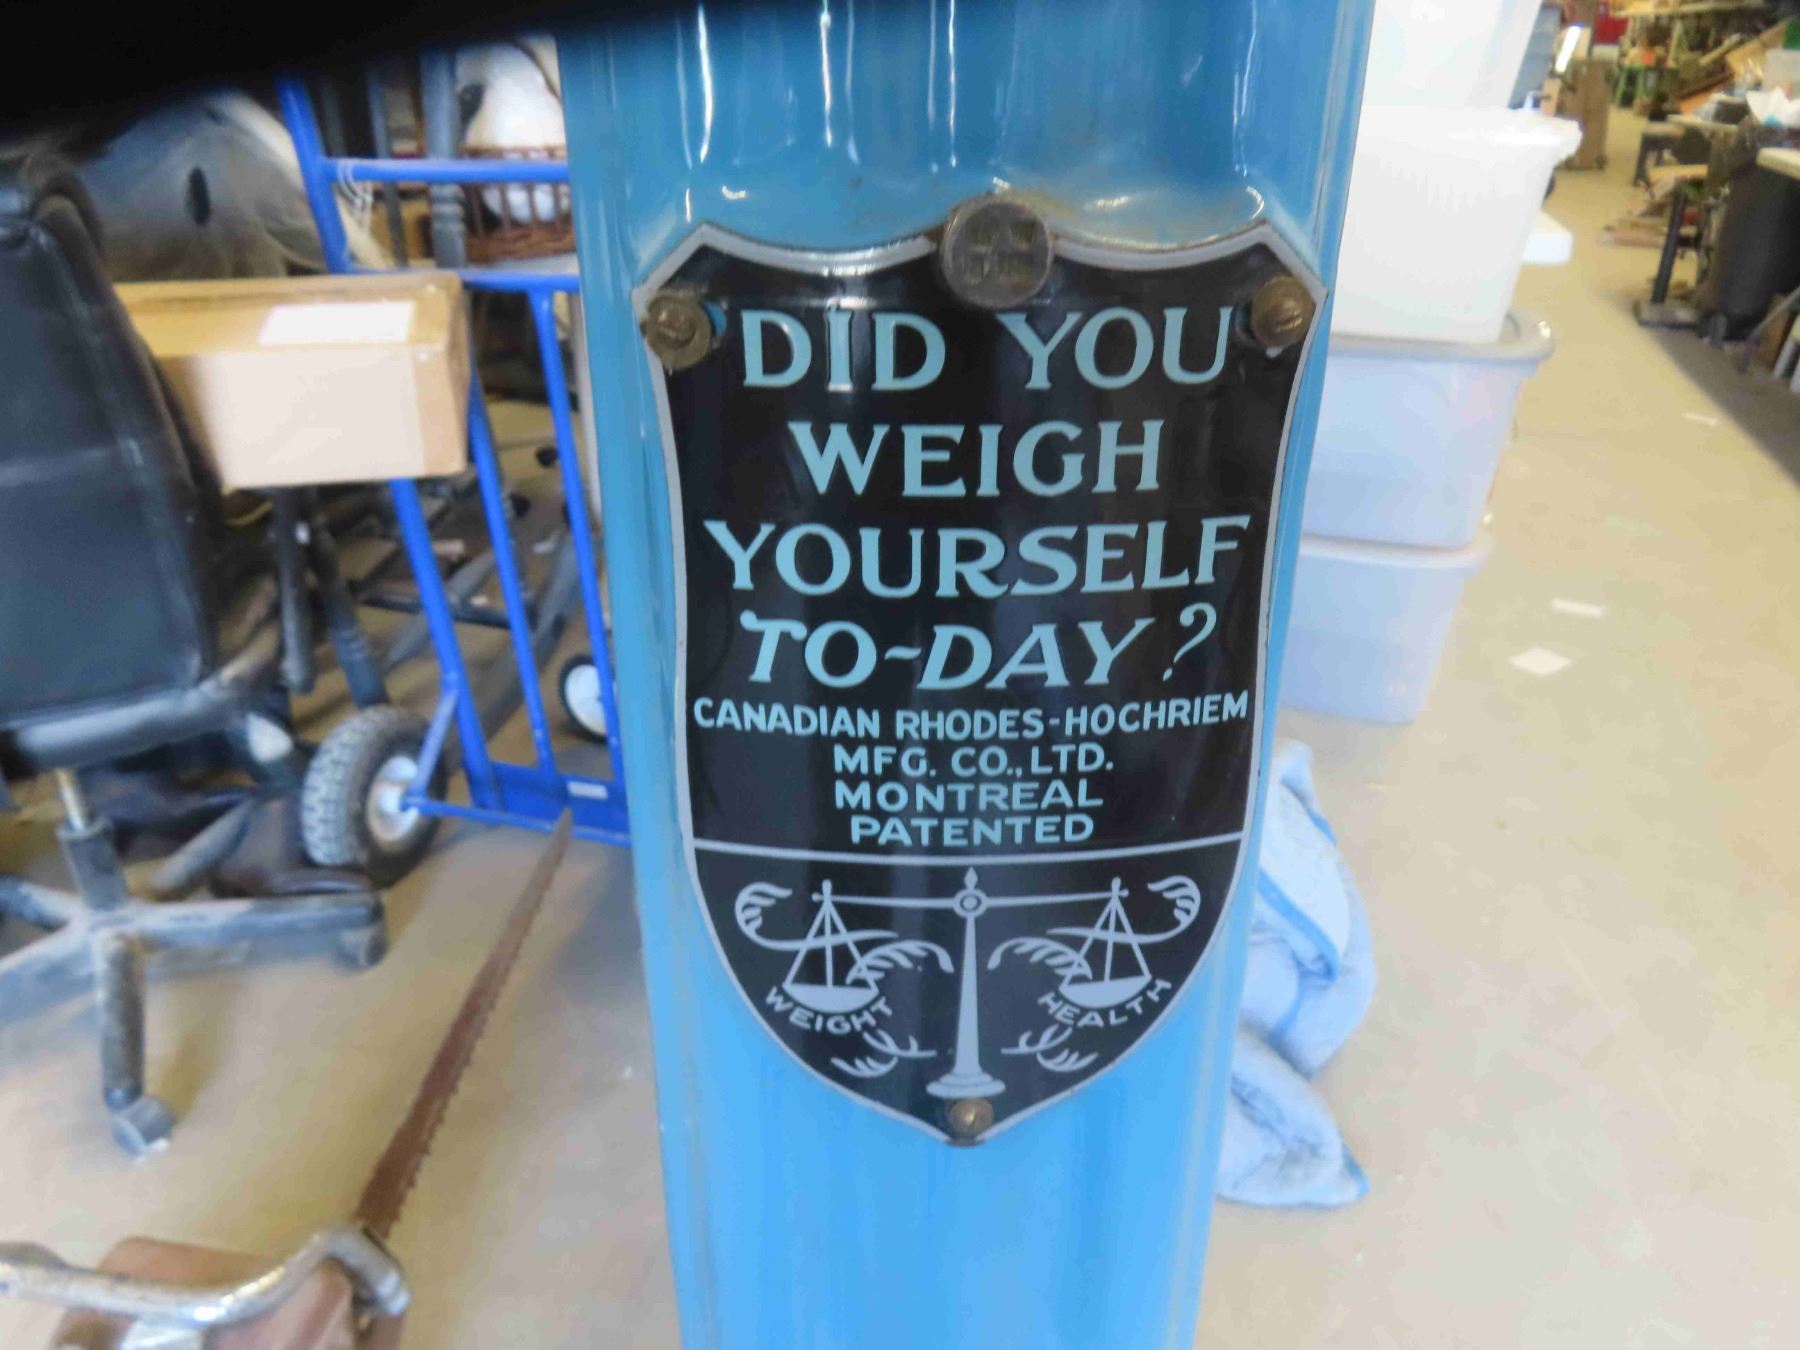 DID YOU
WEIGH
YOURSELF
TO-DAY?
CANADIAN RHODES-HOCHRIEM
MFG. CO., LTD.
MONTREAL
PATENTED
WEIGHT HEALTH